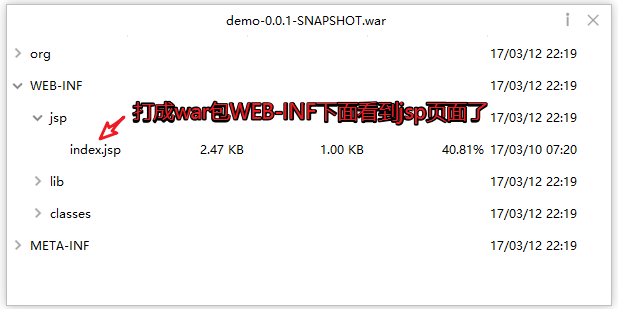 demo-0.0.1-SNAPSHOT.war
org 17/03/12 22:19
WEB-INF 17/03/12 22:19
jsp 打成war包WEB-INF下面看到jsp页面了 17/03/12 22:19
index.jsp 2.47 KB 1.00 KB 40.81% 17/03/10 07:20
lib 17/03/12 22:19
classes 17/03/12 22:19
META-INF 17/03/12 22:19